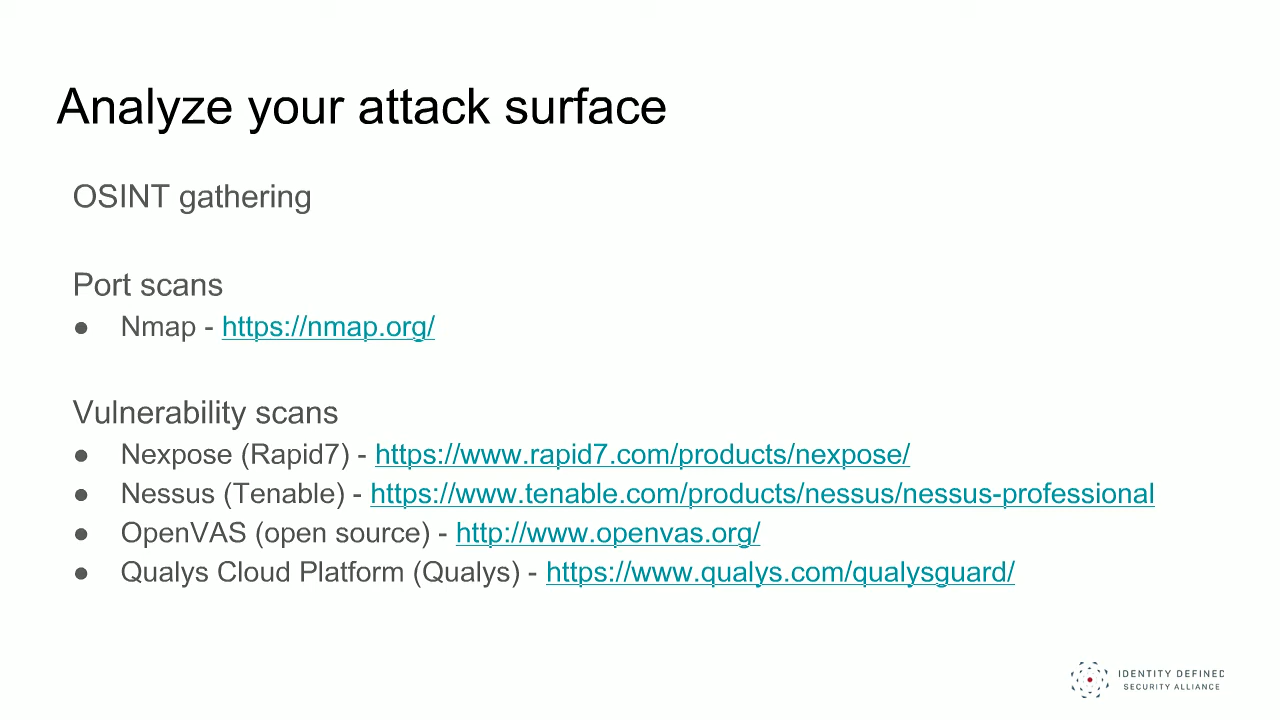 Analyze your attack surface
OSINT gathering
Port scans
● Nmap - https://nmap.org/
Vulnerability scans
● Nexpose (Rapid7) - https://www.rapid7.com/products/nexpose/
● Nessus (Tenable) - https://www.tenable.com/products/nessus/nessus-professional
● OpenVAS (open source) - http://www.openvas.org/
● Qualys Cloud Platform (Qualys) - https://www.qualys.com/qualysguard/
IDENTITY DEFINED
SECURITY ALLIANCE